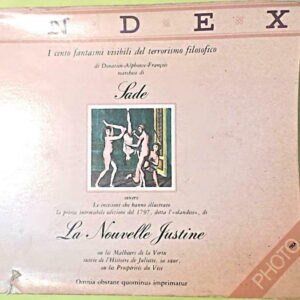 N D E X
I cento fantasmi visibili del terrorismo filosofico
di Donatien-Alphonse-François
marchese di
Sade
ovvero
Le incisioni che hanno illustrato
la prima introvabile edizione del 1797, detta l'«olandese», di
La Nouvelle Justine
ou les Malheurs de la Vertu
suivie de l'Histoire de Juliette, sa sœur,
ou les Prospérités du Vice
Omnia obstrant quominus imprimatur
PHOTO